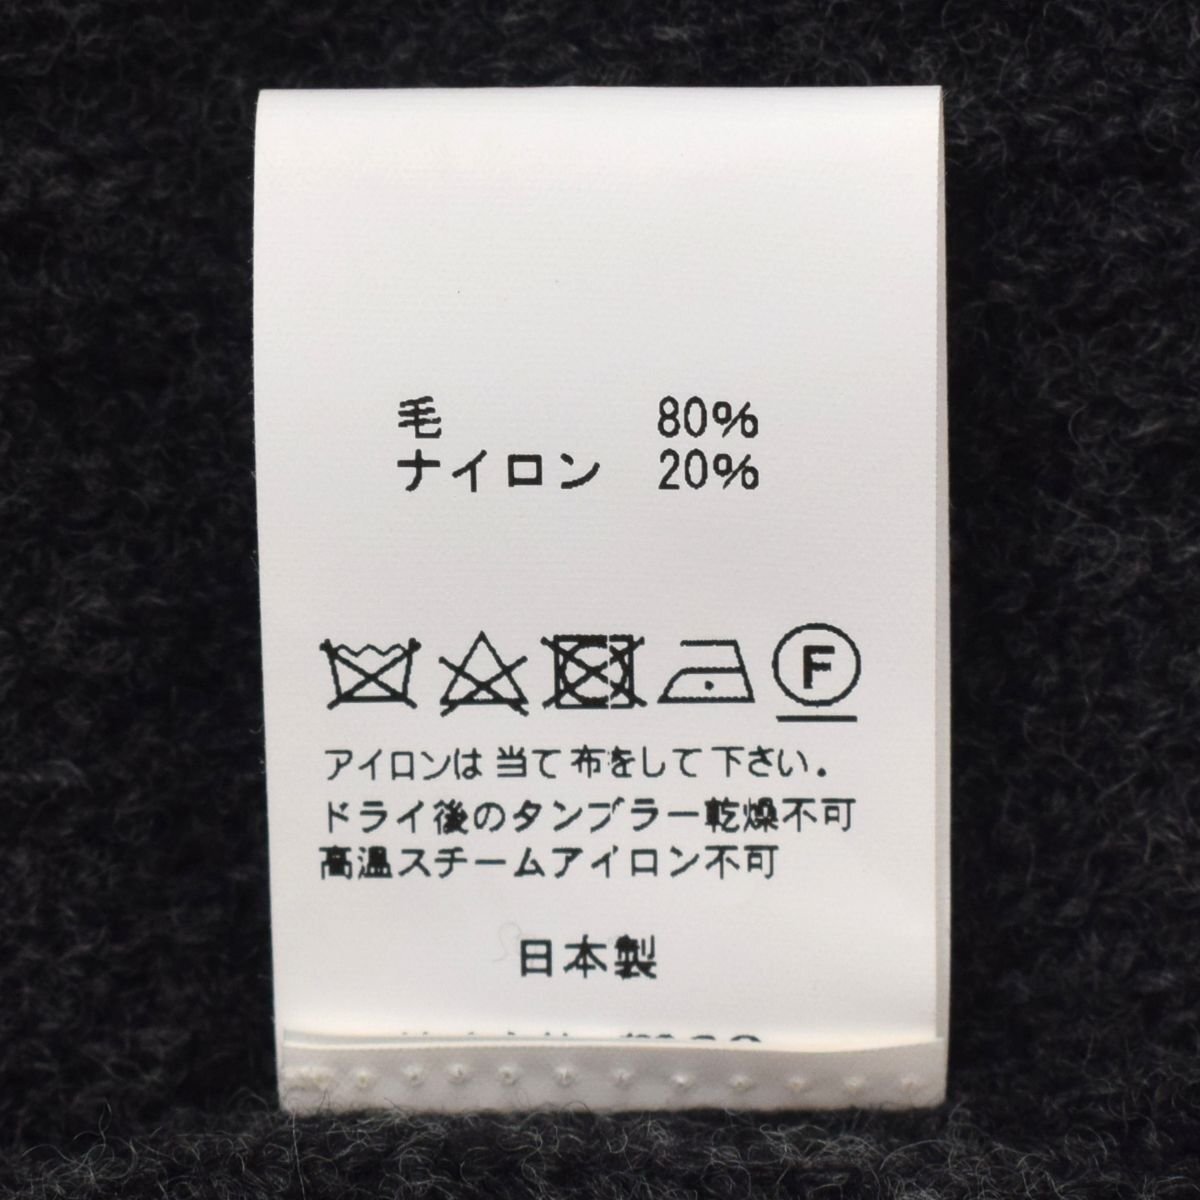 毛 80%
ナイロン 20%
F
アイロンは当て布をして下さい.
ドライ後のタンブラー乾燥不可
高温スチームアイロン不可
日本製